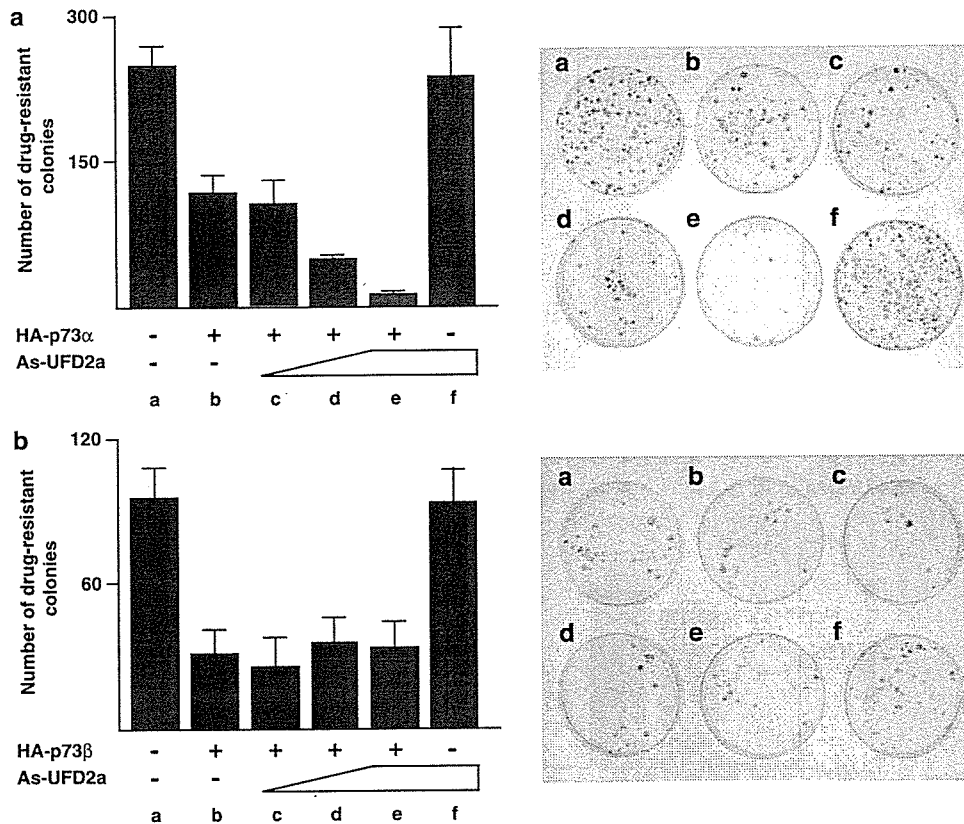 a
300
150
Number of drug-resistant
colonies
HA-p73α - + + + + -
As-UFD2a - -
a b c d e f
a b c
d e f
b
120
60
Number of drug-resistant
colonies
HA-p73β - + + + + -
As-UFD2a - -
a b c d e f
a b c
d e f